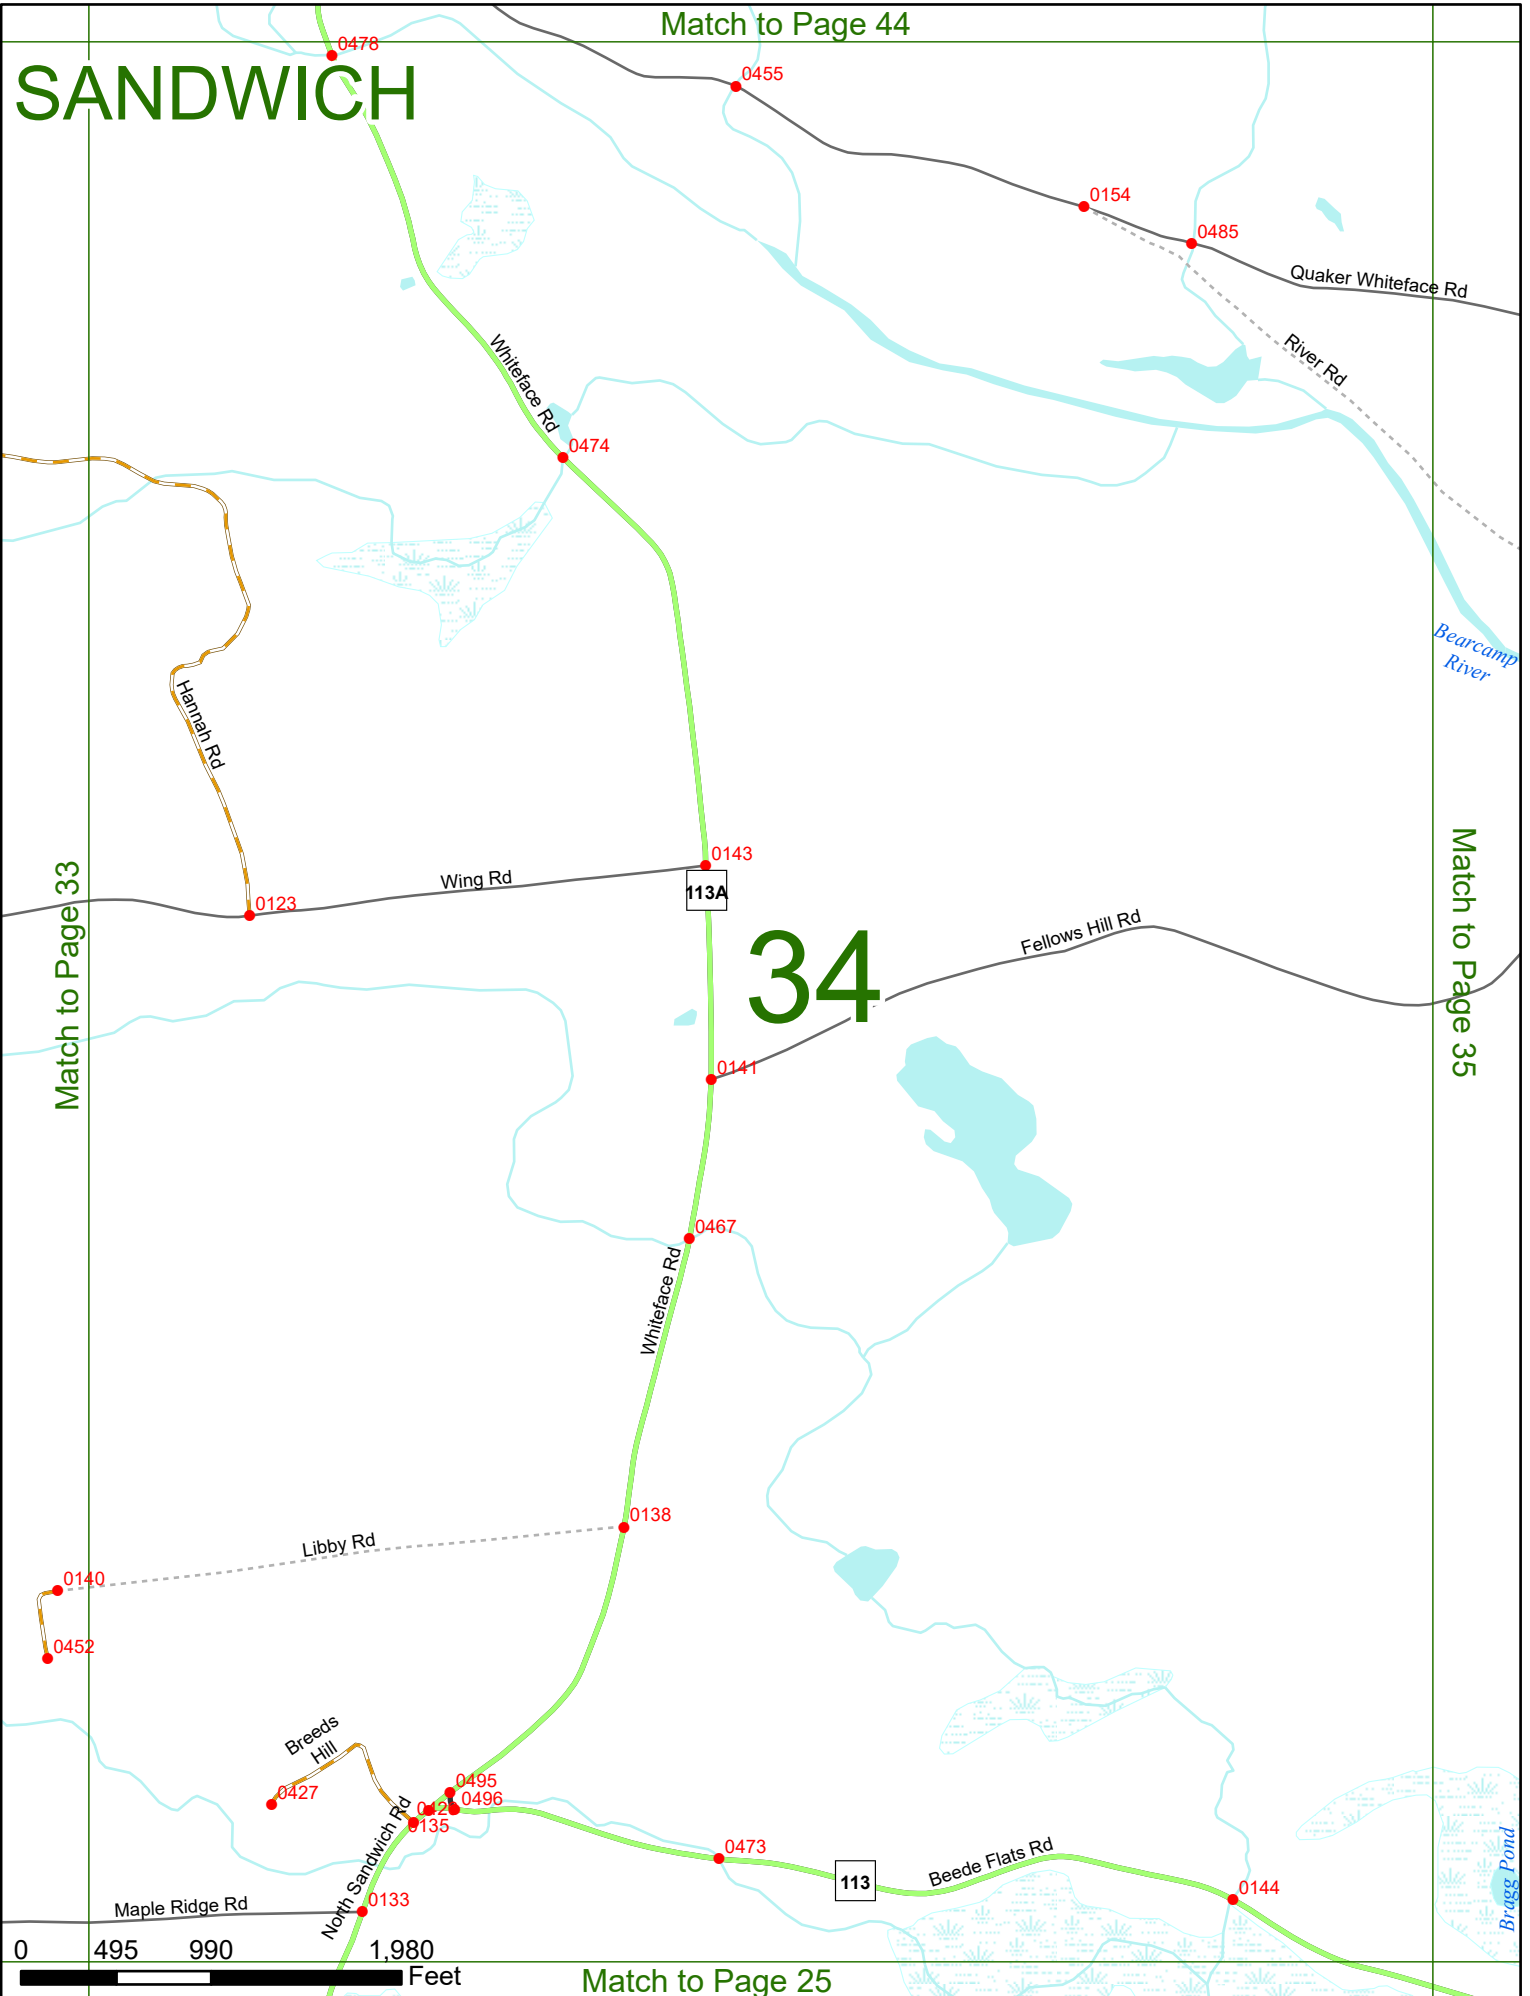 Match to Page 44
0478
SANDWICH
0455
0154
0485
Quaker Whiteface Rd
River Rd
Whiteface Rd
0474
Bearcamp
River
Hannah Rd
0143
Wing Rd
113A
0123
Match to Page 33
Match to Page 35
34
Fellows Hill Rd
0141
0467
Whiteface Rd
0138
Libby Rd
0140
0452
Breeds
Hill
0427
0495
0496
0135
North Sandwich Rd
0473
Beede Flats Rd
113
0144
Bragg Pond
Maple Ridge Rd
0133
0 495 990 1,980
Feet
Match to Page 25